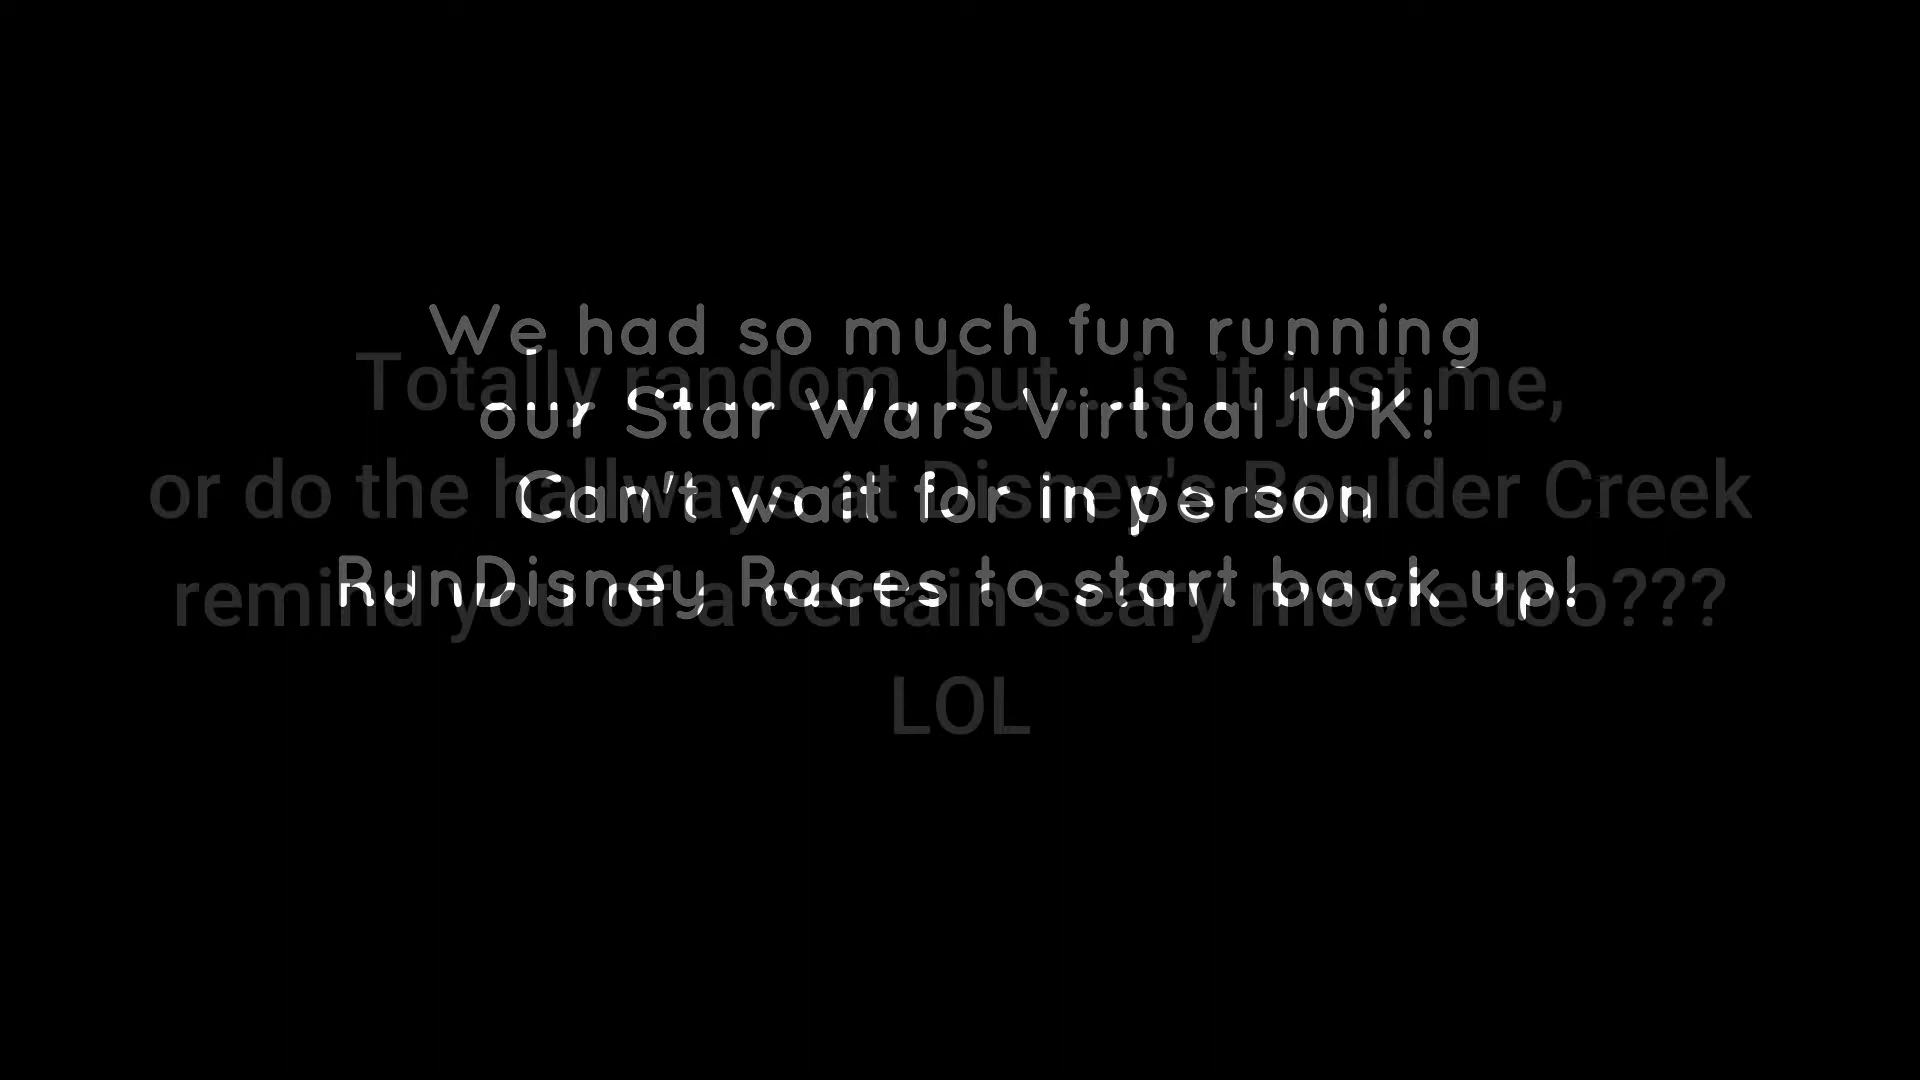 We had so much fun running
our Star Wars Virtual 10K!
Can't wait for in person
RunDisney Races to start back up!
Totally random, but... is it just me,
or do the hallways at Disney's Boulder Creek
remind you of a certain scary movie too???
LOL